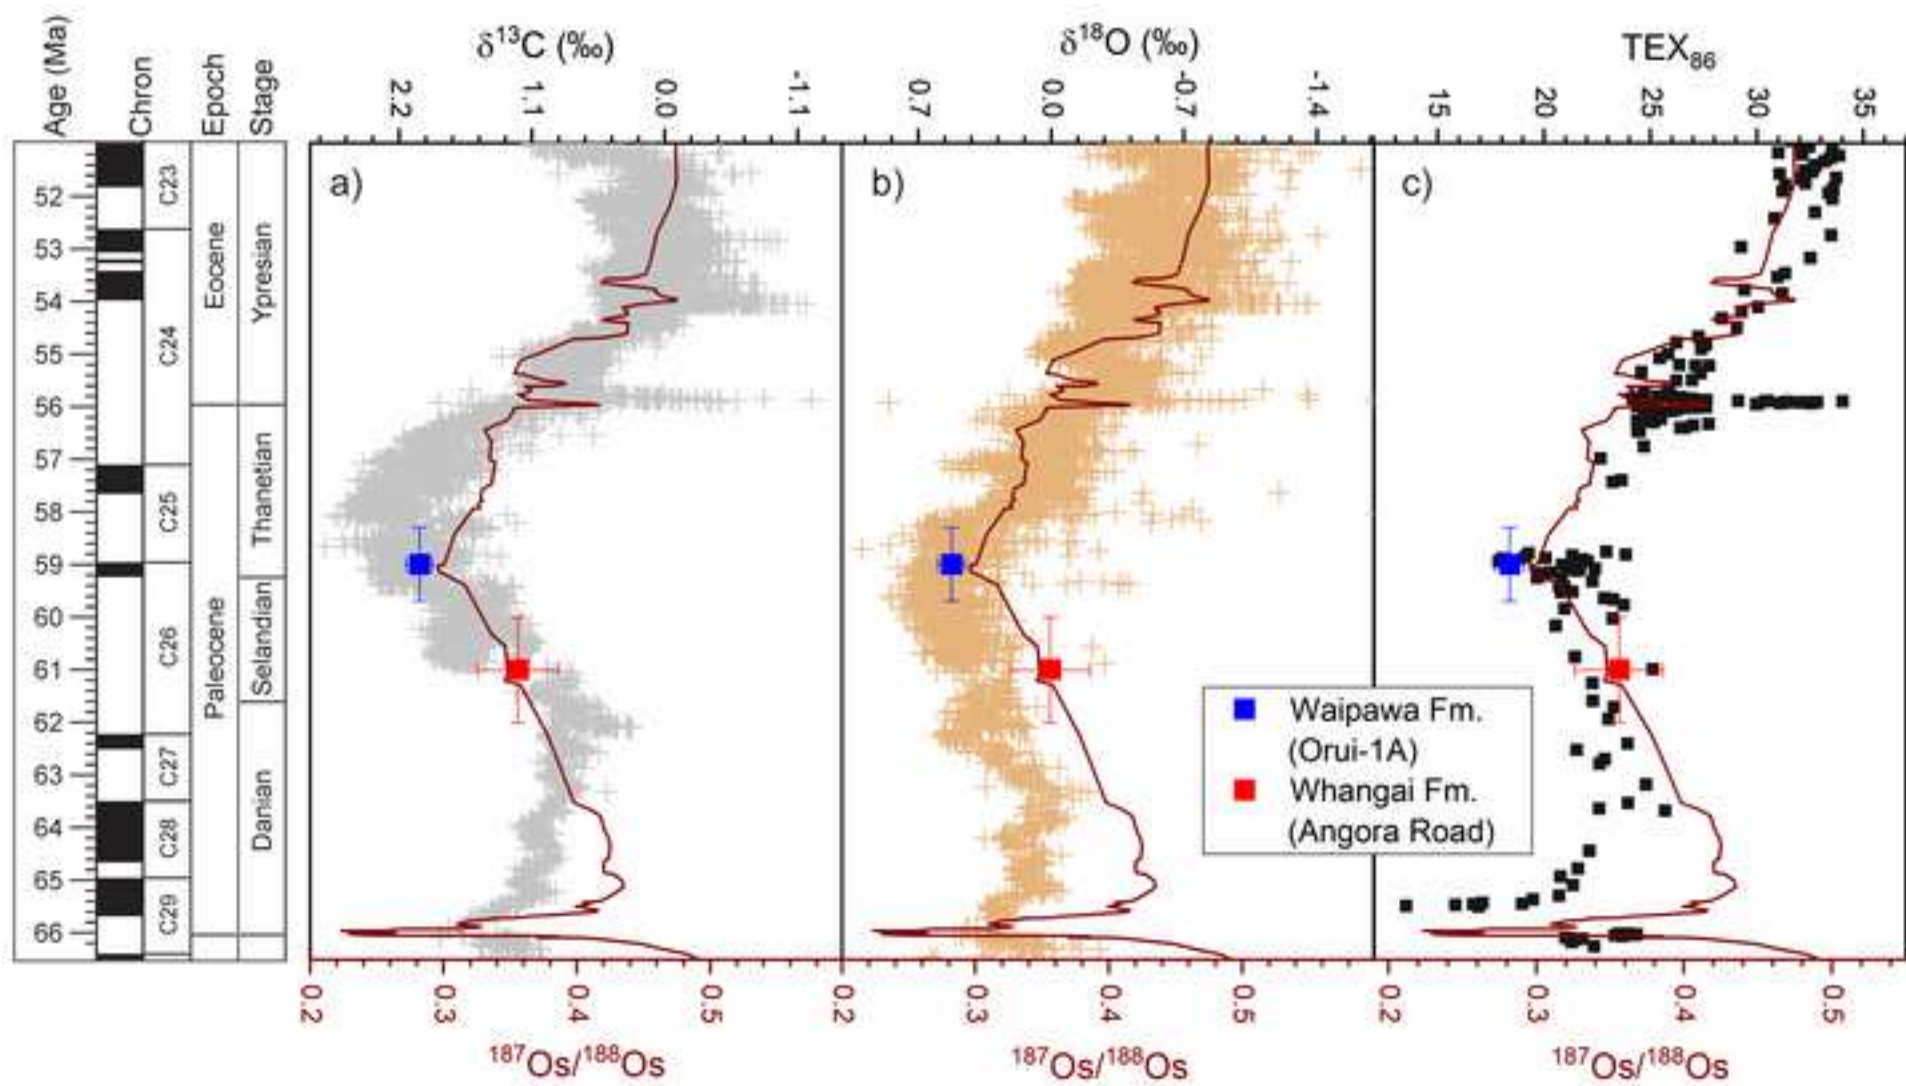 Age (Ma)
Chron
Epoch
Stage
δ13C (‰)
2.2
1.1
0.0
-1.1
δ18O (‰)
0.7
0.0
-0.7
-1.4
TEX86
15
20
25
30
35
52
53
54
55
56
57
58
59
60
61
62
63
64
65
66
C23
C24
C25
C26
C27
C28
C29
Eocene
Paleocene
Ypresian
Thanetian
Selandian
Danian
a)
b)
c)
Waipawa Fm.
(Orui-1A)
Whangai Fm.
(Angora Road)
0.2
0.3
0.4
0.5
0.2
0.3
0.4
0.5
0.2
0.3
0.4
0.5
187Os/188Os
187Os/188Os
187Os/188Os